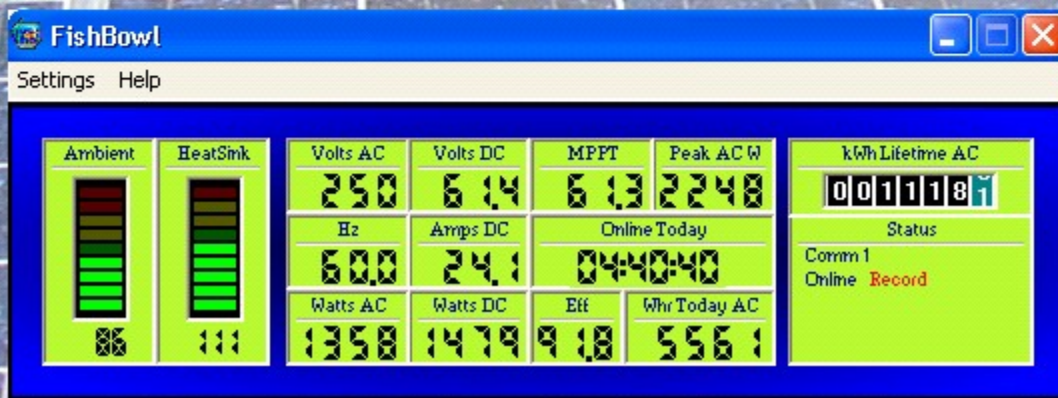 FishBowl
Settings Help
Ambient HeatSink Volts AC Volts DC MPPT Peak AC W kWh Lifetime AC
250 61.4 61.3 2248 001118
Hz Amps DC Online Today Status
60.0 24.1 04:40:40 Comm 1
Online Record
Watts AC Watts DC Eff Whr Today AC
86 111 1358 1479 91.8 5561